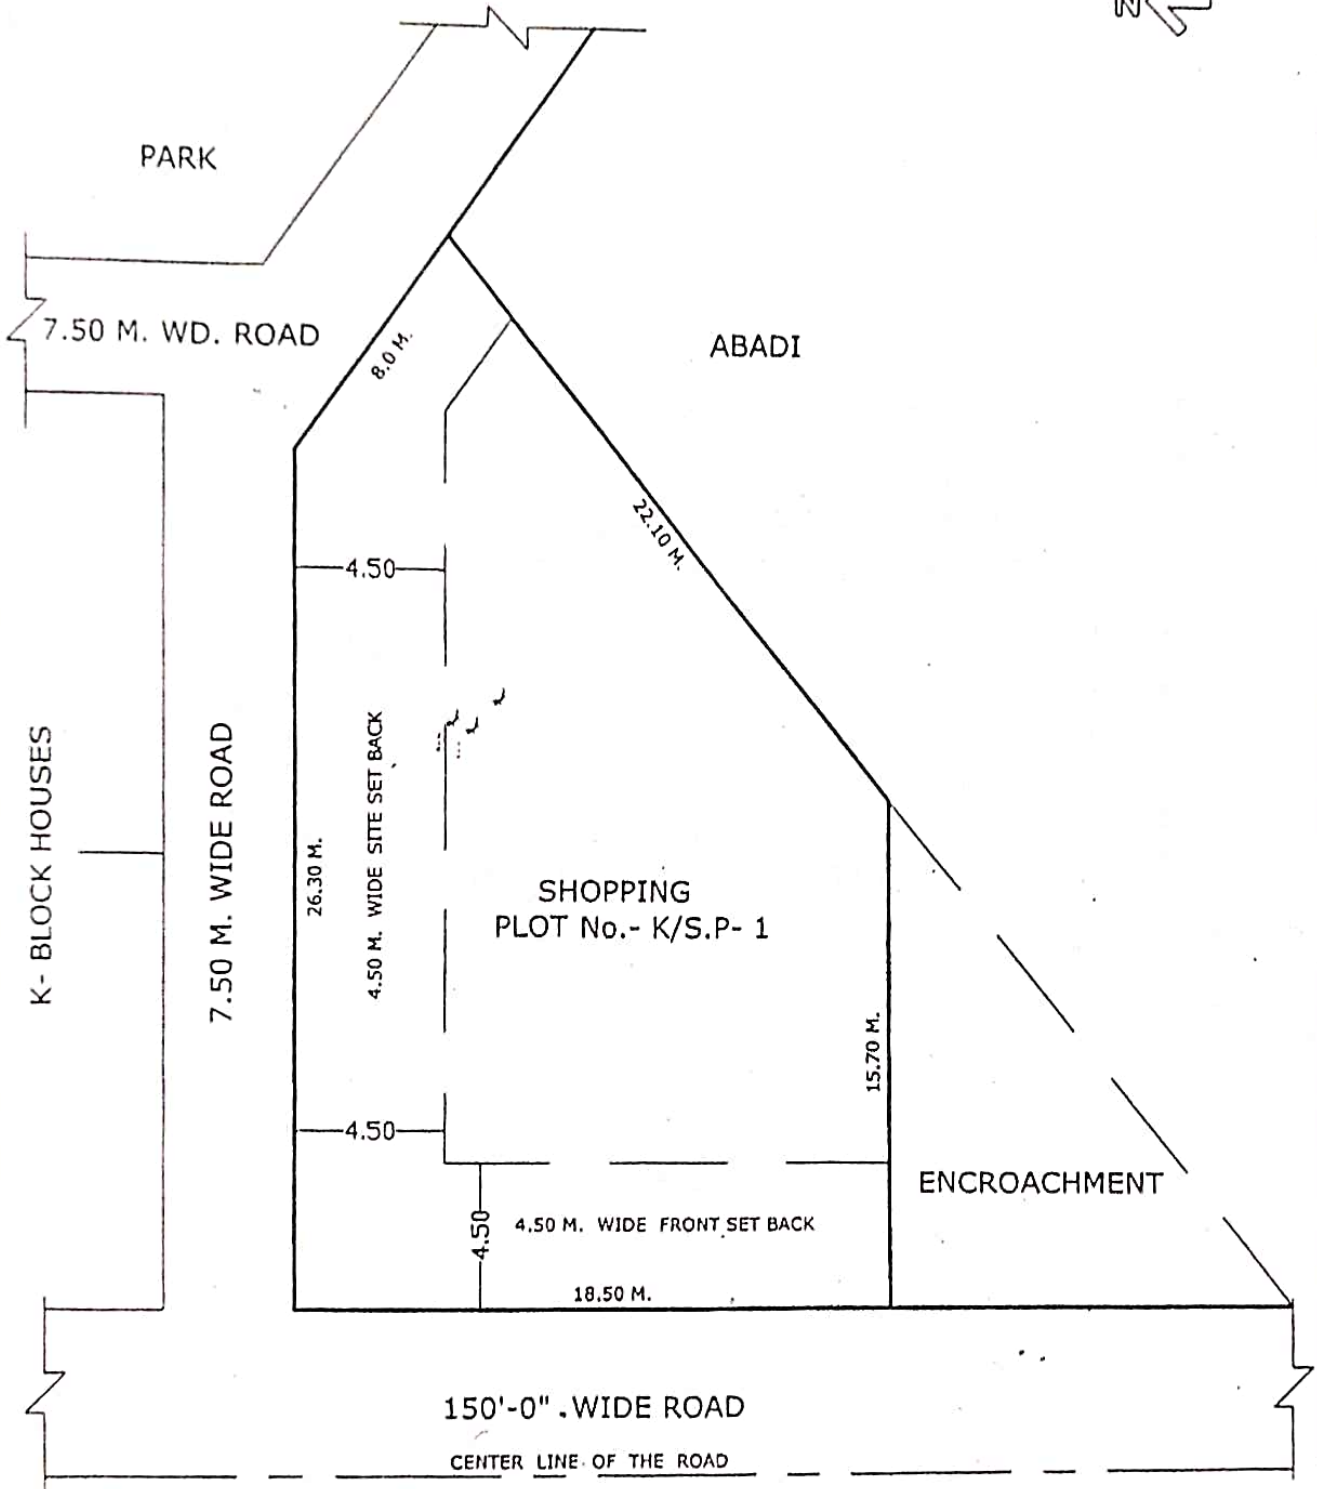 N
PARK
7.50 M. WD. ROAD
8.0 M.
ABADI
22.10 M.
4.50
4.50 M. WIDE SITE SET BACK
K- BLOCK HOUSES
7.50 M. WIDE ROAD
26.30 M.
SHOPPING
PLOT No.- K/S.P- 1
15.70 M.
4.50
ENCROACHMENT
4.50
4.50 M. WIDE FRONT SET BACK
18.50 M.
150'-0" .WIDE ROAD
CENTER LINE OF THE ROAD